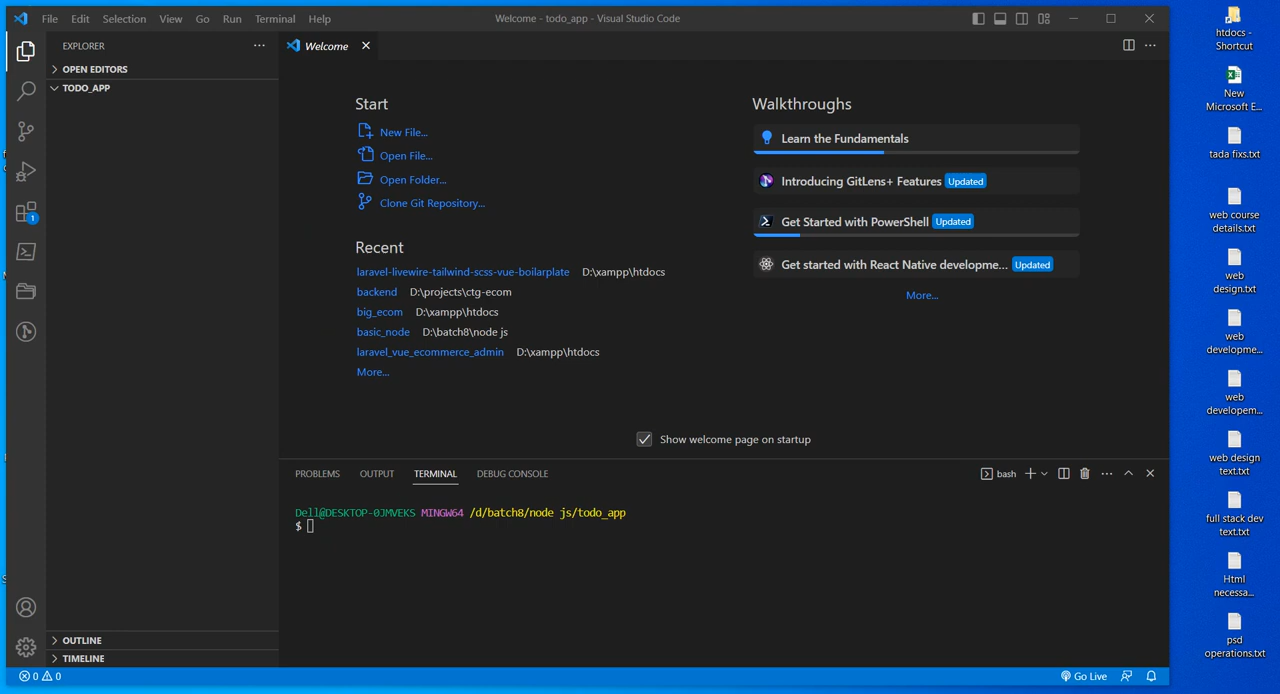 File Edit Selection View Go Run Terminal Help
Welcome - todo_app - Visual Studio Code
EXPLORER
OPEN EDITORS
TODO_APP
1
OUTLINE
TIMELINE
Welcome
Start
New File...
Open File...
Open Folder...
Clone Git Repository...
Recent
laravel-livewire-tailwind-scss-vue-boilarplate D:\xampp\htdocs
backend D:\projects\ctg-ecom
big_ecom D:\xampp\htdocs
basic_node D:\batch8\node js
laravel_vue_ecommerce_admin D:\xampp\htdocs
More...
Walkthroughs
Learn the Fundamentals
Introducing GitLens+ Features Updated
Get Started with PowerShell Updated
Get started with React Native developme... Updated
More...
Show welcome page on startup
PROBLEMS OUTPUT TERMINAL DEBUG CONSOLE
bash
Dell@DESKTOP-0JMVEKS MINGW64 /d/batch8/node js/todo_app
$
0 0
Go Live
htdocs -
Shortcut
New
Microsoft E...
tada fixs.txt
web course
details.txt
web
design.txt
web
developme...
web
developem...
web design
text.txt
full stack dev
text.txt
Html
necessa...
psd
operations.txt